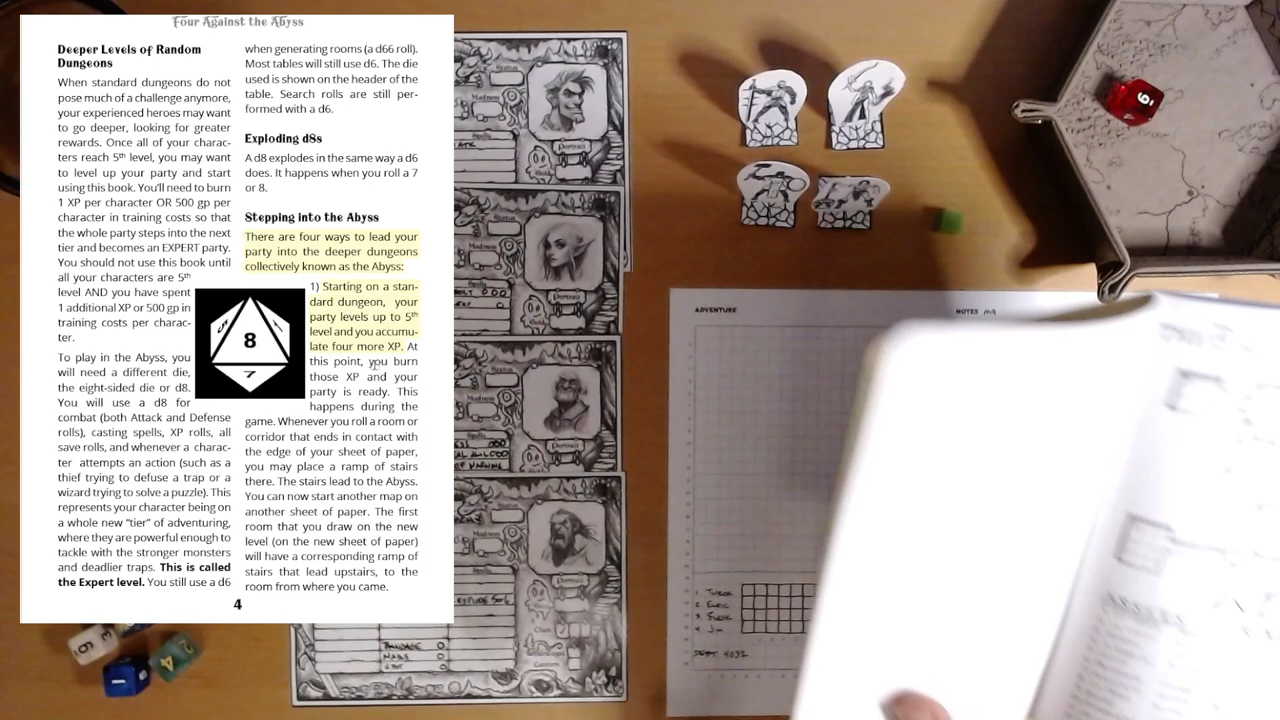 Four Against the Abyss
Deeper Levels of Random
Dungeons
When standard dungeons do not
pose much of a challenge anymore,
your experienced heroes may want
to go deeper, looking for greater
rewards. Once all of your charac-
ters reach 5th level, you may want
to level up your party and start
using this book. You'll need to burn
1 XP per character OR 500 gp per
character in training costs so that
the whole party steps into the next
tier and becomes an EXPERT party.
You should not use this book until
all your characters are 5th
level AND you have spent
1 additional XP or 500 gp in
training costs per charac-
ter.
To play in the Abyss, you
will need a different die,
the eight-sided die or d8.
You will use a d8 for
combat (both Attack and Defense
rolls), casting spells, XP rolls, all
save rolls, and whenever a charac-
ter attempts an action (such as a
thief trying to defuse a trap or a
wizard trying to solve a puzzle). This
represents your character being on
a whole new “tier” of adventuring,
where they are powerful enough to
tackle with the stronger monsters
and deadlier traps. This is called
the Expert level. You still use a d6
when generating rooms (a d66 roll).
Most tables will still use d6. The die
used is shown on the header of the
table. Search rolls are still per-
formed with a d6.
Exploding d8s
A d8 explodes in the same way a d6
does. It happens when you roll a 7
or 8.
Stepping into the Abyss
There are four ways to lead your
party into the deeper dungeons
collectively known as the Abyss:
1) Starting on a stan-
dard dungeon, your
party levels up to 5th
level and you accumu-
late four more XP. At
this point, you burn
those XP and your
party is ready. This
happens during the
game. Whenever you roll a room or
corridor that ends in contact with
the edge of your sheet of paper,
you may place a ramp of stairs
there. The stairs lead to the Abyss.
You can now start another map on
another sheet of paper. The first
room that you draw on the new
level (on the new sheet of paper)
will have a corresponding ramp of
stairs that lead upstairs, to the
room from where you came.
8
7
4
Madness
Spells
Portrait
Madness
Portrait
Madness
Spells
Portrait
Madness
Spells
Portrait
BANDAGE
ADVENTURE
NOTES
4. Jim
6
6
2
1